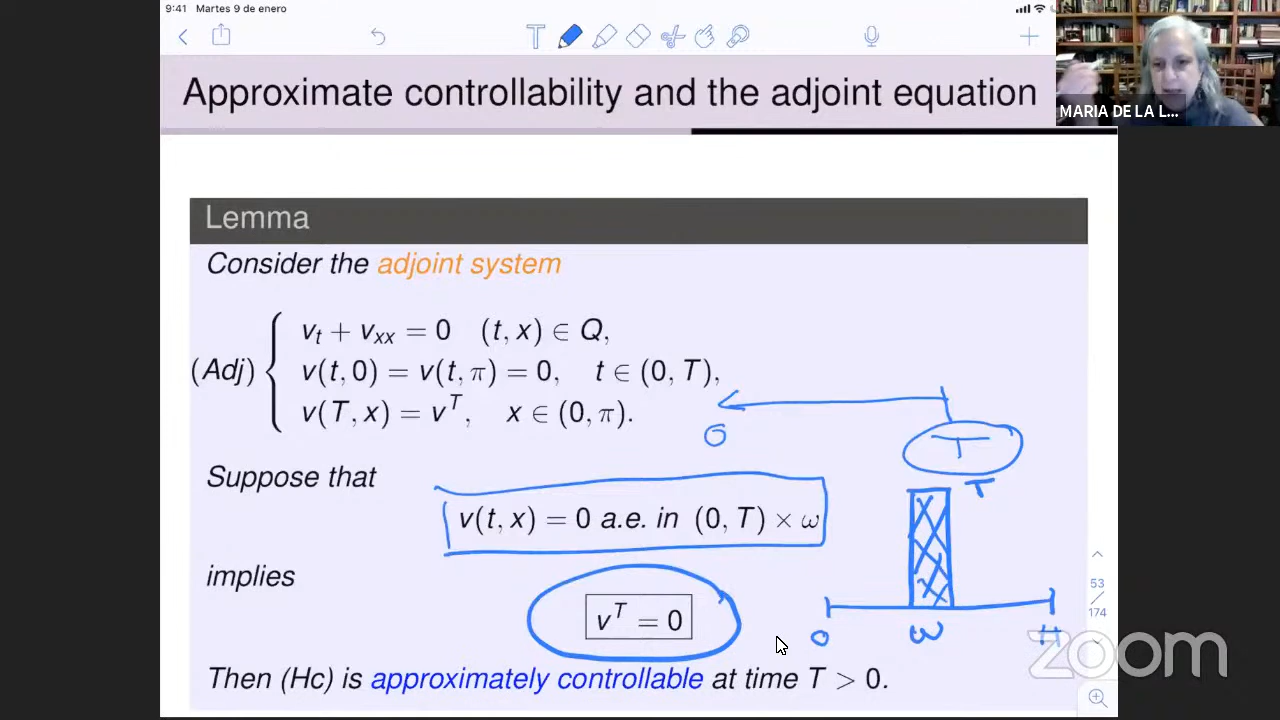 9:41 Martes 9 de enero
Approximate controllability and the adjoint equation
MARIA DE LA L...
Lemma
Consider the adjoint system
(Adj) { v_t + v_xx = 0 (t, x) ∈ Q,
v(t, 0) = v(t, π) = 0, t ∈ (0, T),
v(T, x) = v^T, x ∈ (0, π).
0
T
Suppose that
T
v(t, x) = 0 a.e. in (0, T) × ω
implies
53
/
174
v^T = 0
0 ω π
zoom
Then (Hc) is approximately controllable at time T > 0.